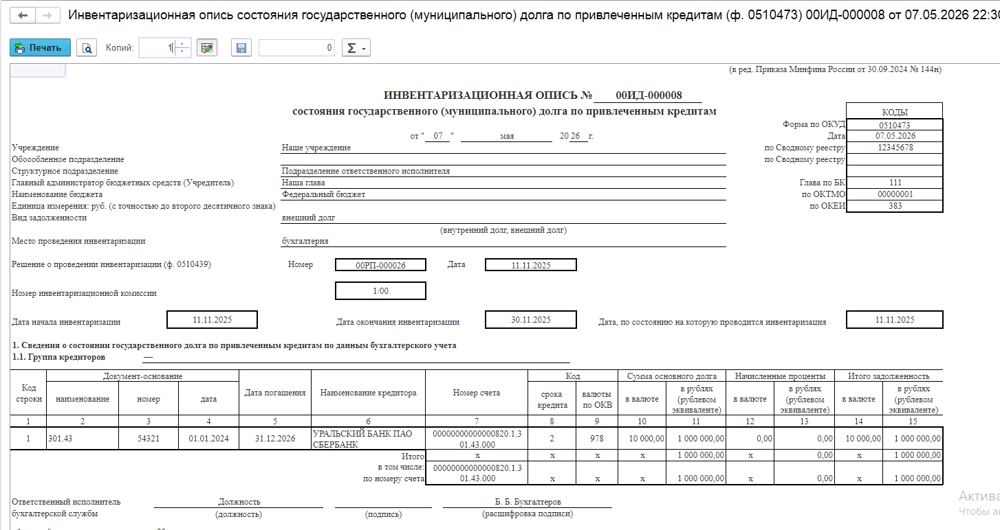 Инвентаризационная опись состояния государственного (муниципального) долга по привлеченным кредитам (ф. 0510473) 00ИД-000008 от 07.05.2026 22:30
Печать Копий: 1 0 Σ
(в ред. Приказа Минфина России от 30.09.2024 № 144н)
ИНВЕНТАРИЗАЦИОННАЯ ОПИСЬ № 00ИД-000008
состояния государственного (муниципального) долга по привлеченным кредитам
КОДЫ
Форма по ОКУД 0510473
от " 07 " мая 20 26 г. Дата 07.05.2026
Учреждение Наше учреждение по Сводному реестру 12345678
Обособленное подразделение по Сводному реестру
Структурное подразделение Подразделение ответственного исполнителя
Главный администратор бюджетных средств (Учредитель) Наша глава Глава по БК 111
Наименование бюджета Федеральный бюджет по ОКТМО 00000001
Единица измерения: руб. (с точностью до второго десятичного знака) по ОКЕИ 383
Вид задолженности внешний долг
(внутренний долг, внешний долг)
Место проведения инвентаризации бухгалтерия
Решение о проведении инвентаризации (ф. 0510439) Номер 00РП-000026 Дата 11.11.2025
Номер инвентаризационной комиссии 1/00
Дата начала инвентаризации 11.11.2025 Дата окончания инвентаризации 30.11.2025 Дата, по состоянию на которую проводится инвентаризация 11.11.2025
1. Сведения о состоянии государственного долга по привлеченным кредитам по данным бухгалтерского учета
1.1. Группа кредиторов —
Код строки Документ-основание Дата погашения Наименование кредитора Номер счета Код Сумма основного долга Начисленные проценты Итого задолженность
наименование номер дата срока кредита валюты по ОКВ в валюте в рублях (рублевом эквиваленте) в валюте в рублях (рублевом эквиваленте) в валюте в рублях (рублевом эквиваленте)
1 2 3 4 5 6 7 8 9 10 11 12 13 14 15
1 301.43 54321 01.01.2024 31.12.2026 УРАЛЬСКИЙ БАНК ПАО СБЕРБАНК 00000000000000820.1.301.43.000 2 978 10 000,00 1 000 000,00 0,00 0,00 10 000,00 1 000 000,00
Итого x x x x 1 000 000,00 x 0,00 x 1 000 000,00
в том числе:
по номеру счета 00000000000000820.1.301.43.000 x x x 1 000 000,00 x 0,00 x 1 000 000,00
Ответственный исполнитель Должность Б. Б. Бухгалтеров
бухгалтерской службы (должность) (подпись) (расшифровка подписи)
Актива
Чтобы а